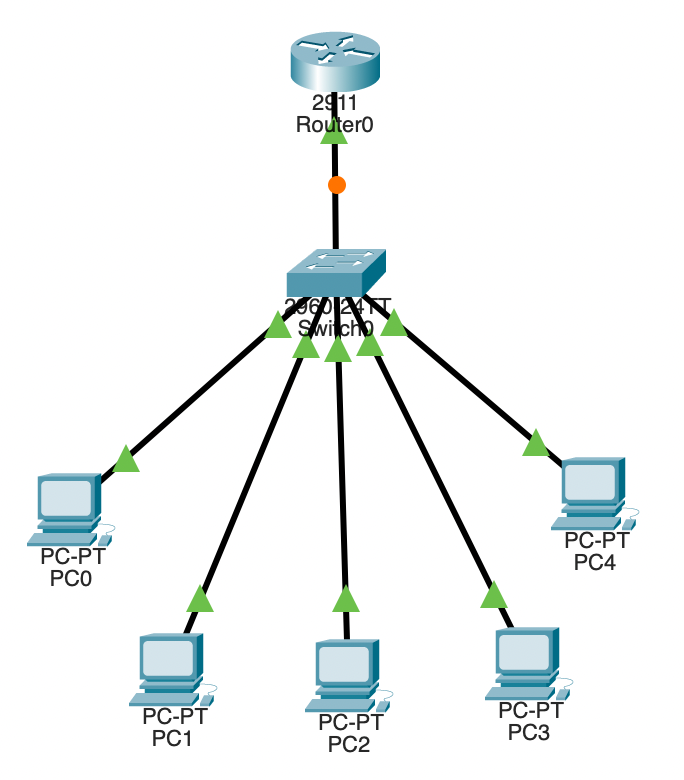 2911
Router0
2960-24TT
Switch0
PC-PT
PC0
PC-PT
PC4
PC-PT
PC1
PC-PT
PC2
PC-PT
PC3